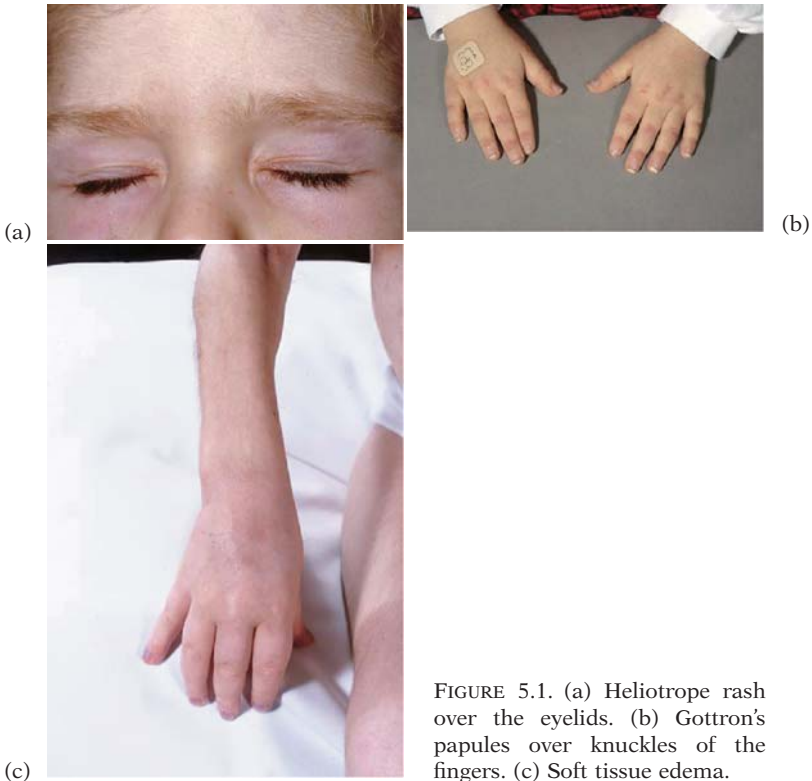 (a)
(b)
(c)
FIGURE 5.1. (a) Heliotrope rash
over the eyelids. (b) Gottron’s
papules over knuckles of the
fingers. (c) Soft tissue edema.